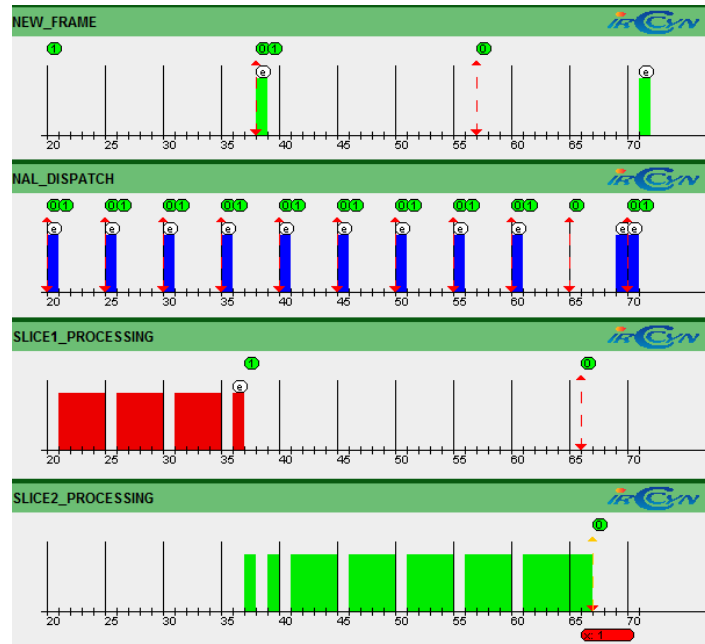 NEW_FRAME IRCCyN
1 0 1 0
e e
20 25 30 35 40 45 50 55 60 65 70
NAL_DISPATCH IRCCyN
0 1 0 1 0 1 0 1 0 1 0 1 0 1 0 1 0 1 0 0 1
e e e e e e e e e e e
20 25 30 35 40 45 50 55 60 65 70
SLICE1_PROCESSING IRCCyN
1 0
e
20 25 30 35 40 45 50 55 60 65 70
SLICE2_PROCESSING IRCCyN
0
20 25 30 35 40 45 50 55 60 65 70
x: 1